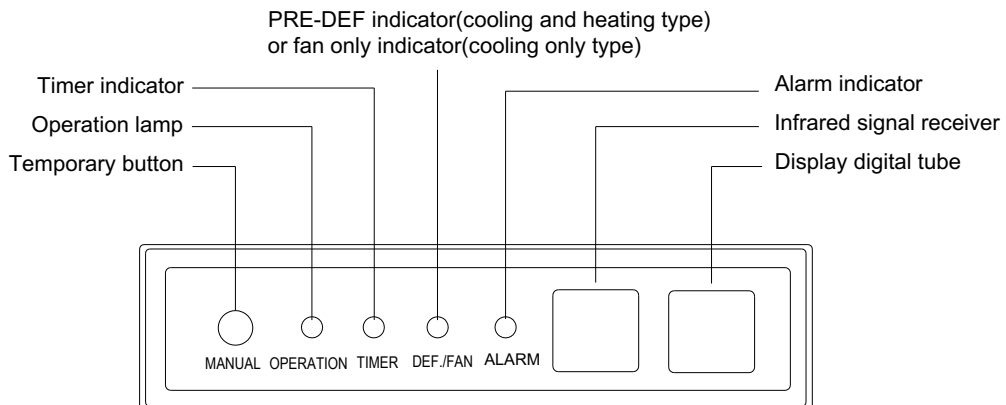 PRE-DEF indicator(cooling and heating type)
or fan only indicator(cooling only type)
Timer indicator
Alarm indicator
Operation lamp
Infrared signal receiver
Temporary button
Display digital tube
MANUAL OPERATION TIMER DEF./FAN ALARM